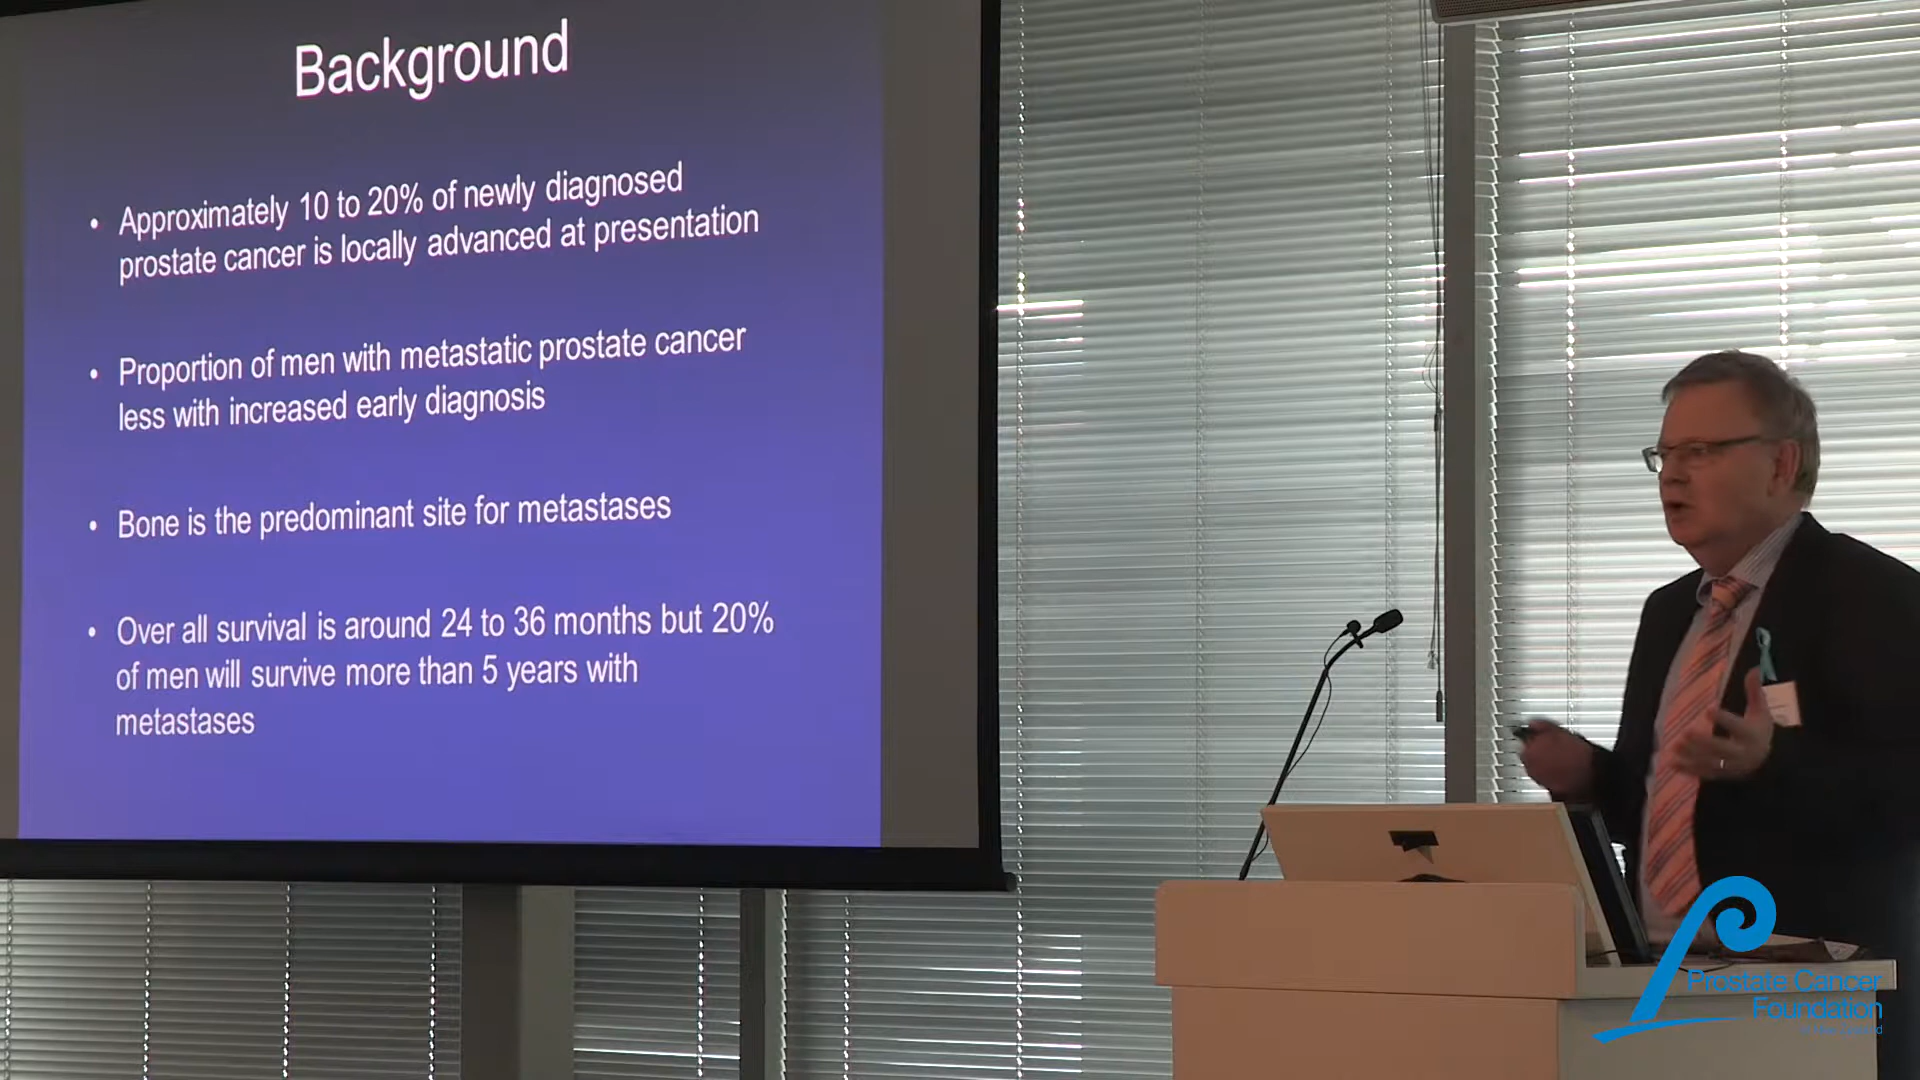 Background
• Approximately 10 to 20% of newly diagnosed
prostate cancer is locally advanced at presentation
• Proportion of men with metastatic prostate cancer
less with increased early diagnosis
• Bone is the predominant site for metastases
• Over all survival is around 24 to 36 months but 20%
of men will survive more than 5 years with
metastases
Prostate Cancer
Foundation